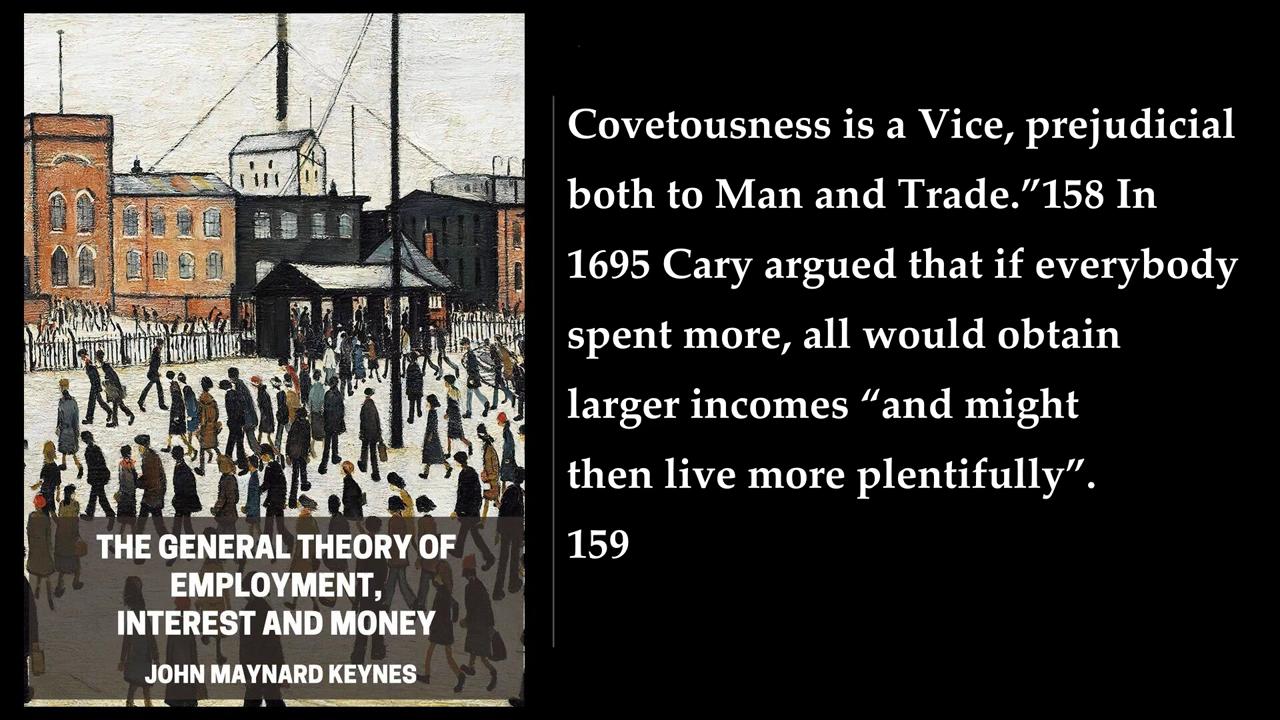 Covetousness is a Vice, prejudicial
both to Man and Trade.”158 In
1695 Cary argued that if everybody
spent more, all would obtain
larger incomes “and might
then live more plentifully”.
159
THE GENERAL THEORY OF
EMPLOYMENT,
INTEREST AND MONEY
JOHN MAYNARD KEYNES